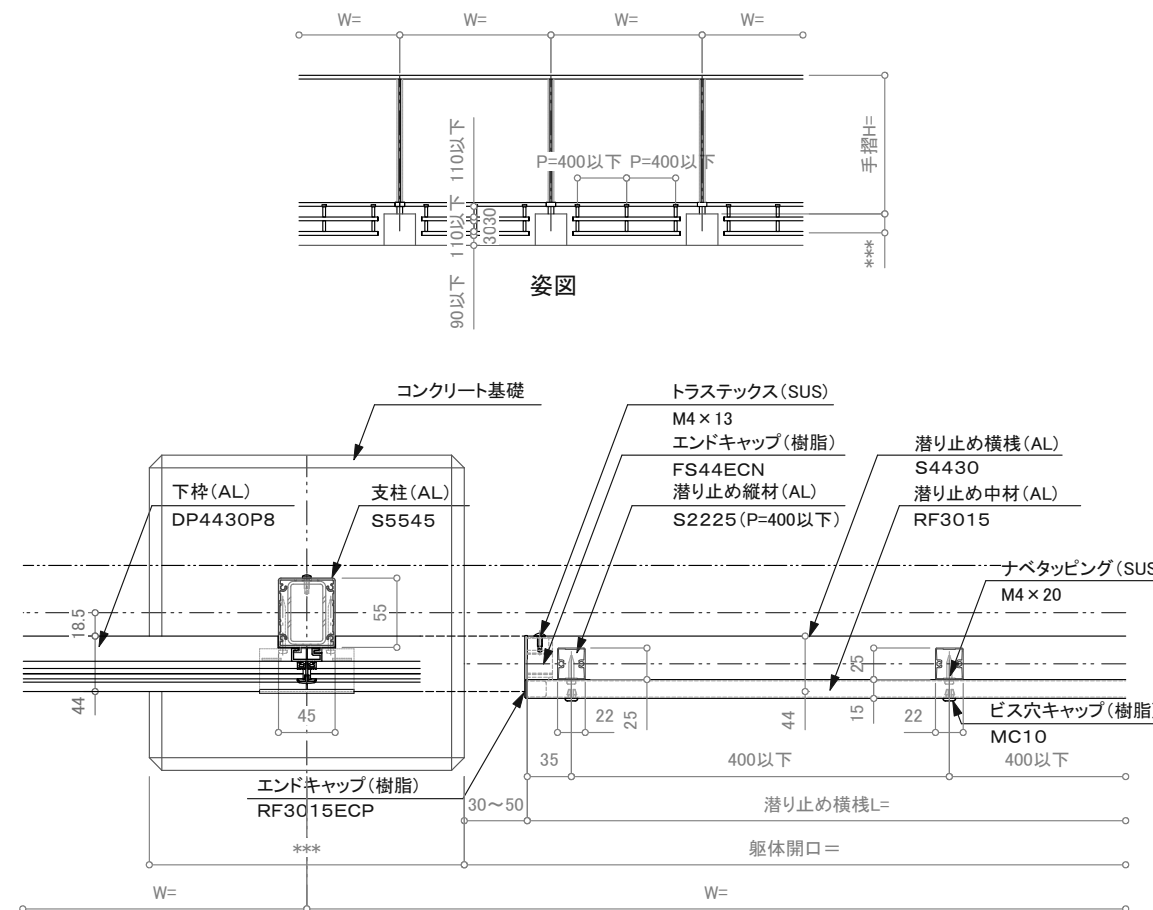 W=
W=
W=
W=
110以下
P=400以下
P=400以下
手摺H=
110以下
3030
***
90以下
姿図
コンクリート基礎
トラステックス(SUS)
M4×13
エンドキャップ(樹脂)
FS44ECN
潜り止め縦材(AL)
S2225(P=400以下)
潜り止め横桟(AL)
S4430
潜り止め中材(AL)
RF3015
下枠(AL)
DP4430P8
支柱(AL)
S5545
ナベタッピング(SUS
M4×20
18.5
55
44
45
22
25
44
25
15
22
ビス穴キャップ(樹脂)
MC10
35
400以下
400以下
エンドキャップ(樹脂)
RF3015ECP
30~50
潜り止め横桟L=
***
躯体開口=
W=
W=